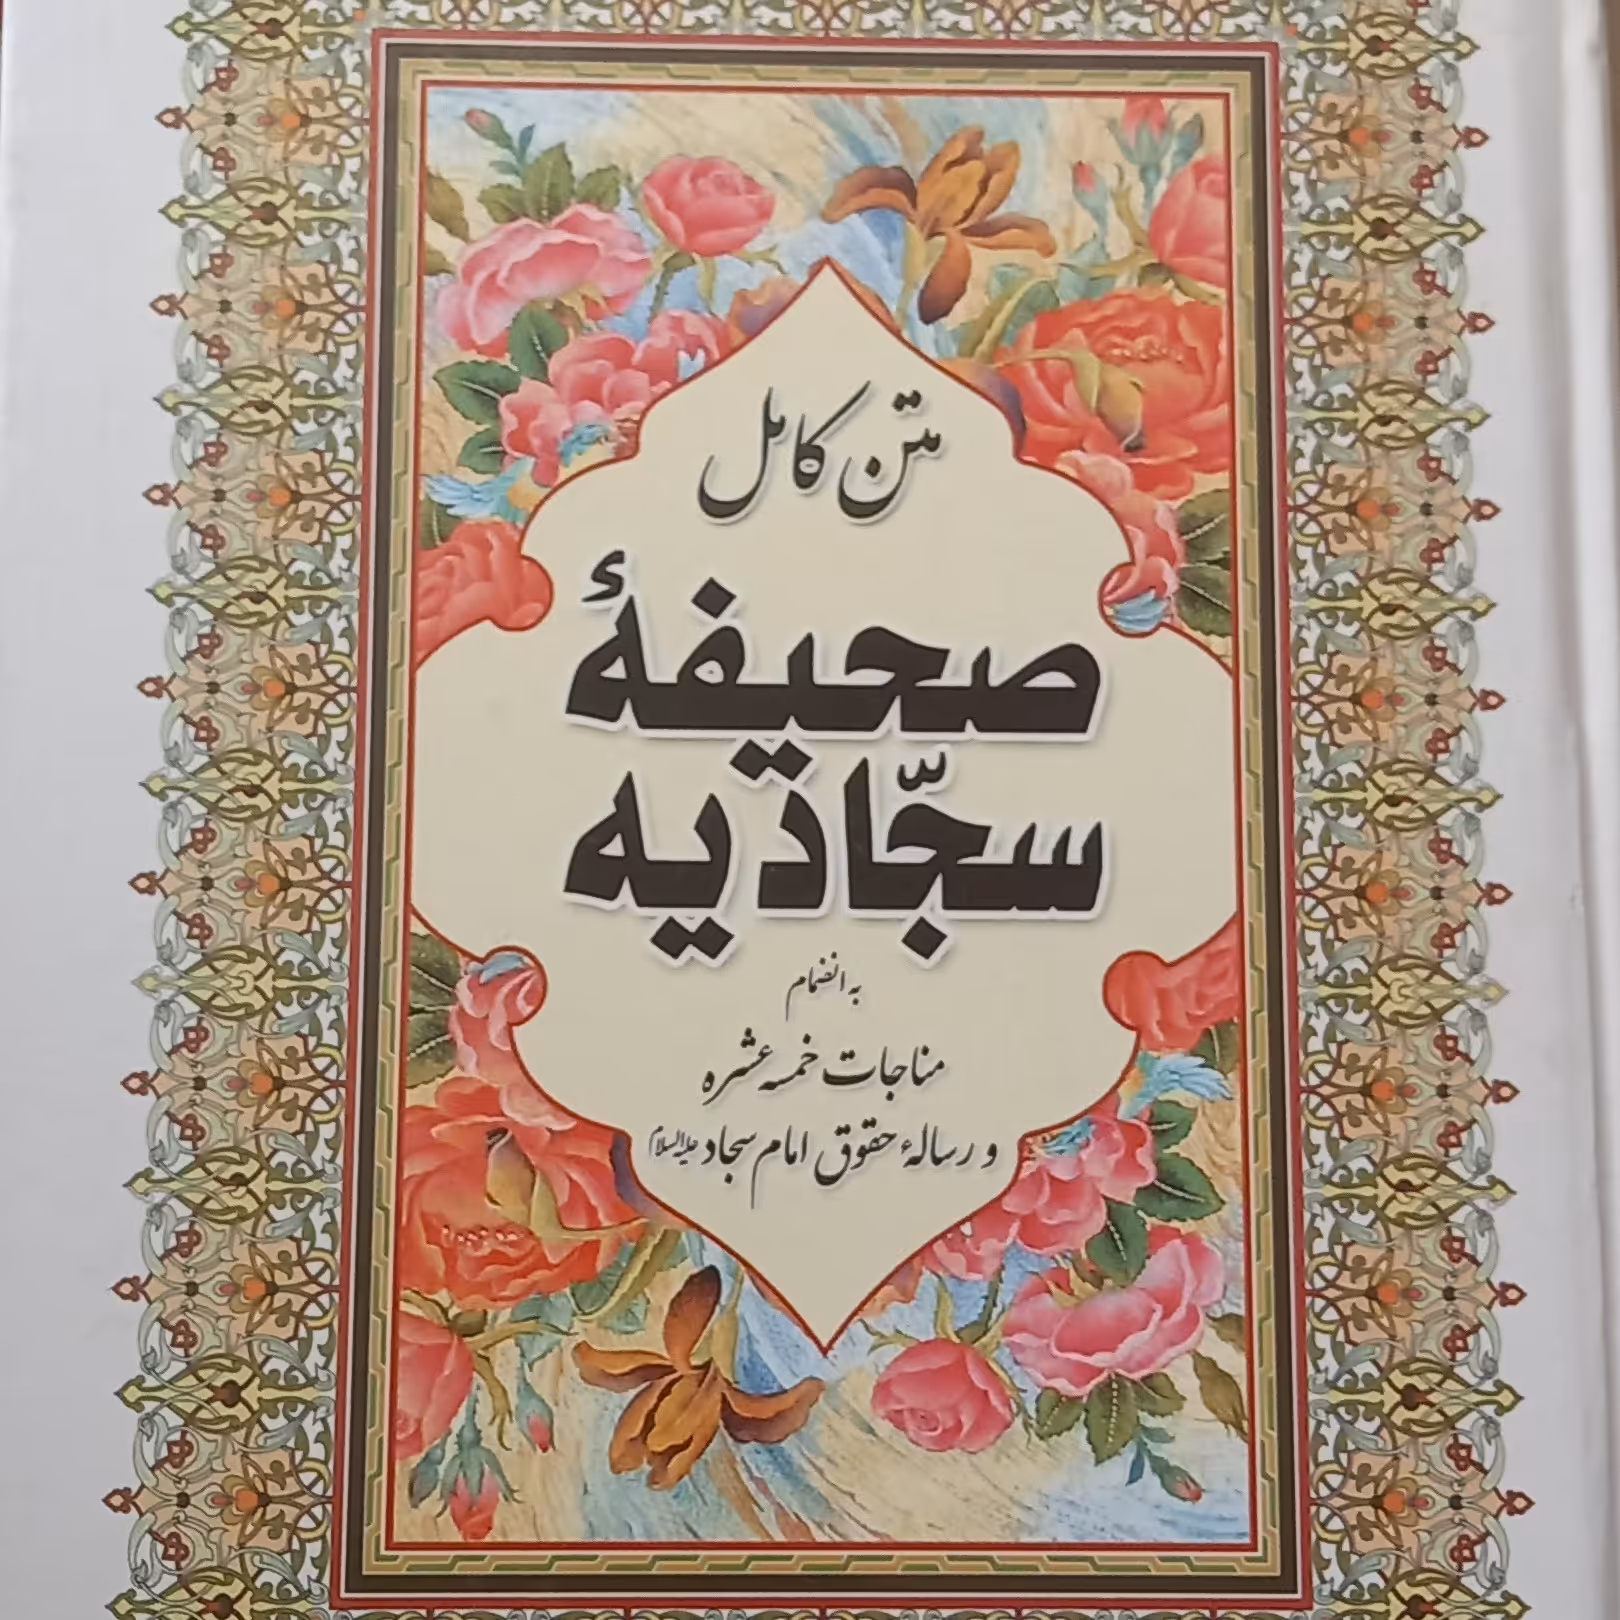 متن کامل
صحیفهٔ
سجّادیه
به انضمام
مناجات خمسه عشره
و رسالهٔ حقوق امام سجاد علیه‌السلام